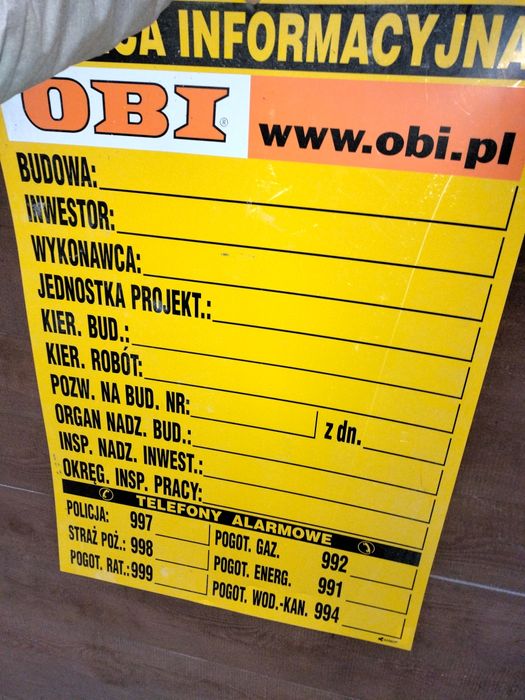 INFORMACYJNA
OBI®
www.obi.pl
BUDOWA:
INWESTOR:
WYKONAWCA:
JEDNOSTKA PROJEKT.:
KIER. BUD.:
KIER. ROBÓT:
POZW. NA BUD. NR: z dn.
ORGAN NADZ. BUD.:
INSP. NADZ. INWEST.:
OKRĘG. INSP. PRACY:
TELEFONY ALARMOWE
POLICJA: 997
STRAŻ POŻ.: 998
POGOT. RAT.: 999
POGOT. GAZ. 992
POGOT. ENERG. 991
POGOT. WOD.-KAN. 994